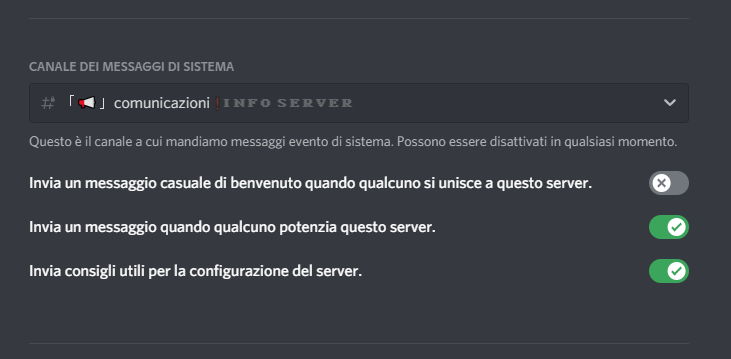 CANALE DEI MESSAGGI DI SISTEMA
「📢」comunicazioni ❗INFO SERVER
Questo è il canale a cui mandiamo messaggi evento di sistema. Possono essere disattivati in qualsiasi momento.
Invia un messaggio casuale di benvenuto quando qualcuno si unisce a questo server.
Invia un messaggio quando qualcuno potenzia questo server.
Invia consigli utili per la configurazione del server.